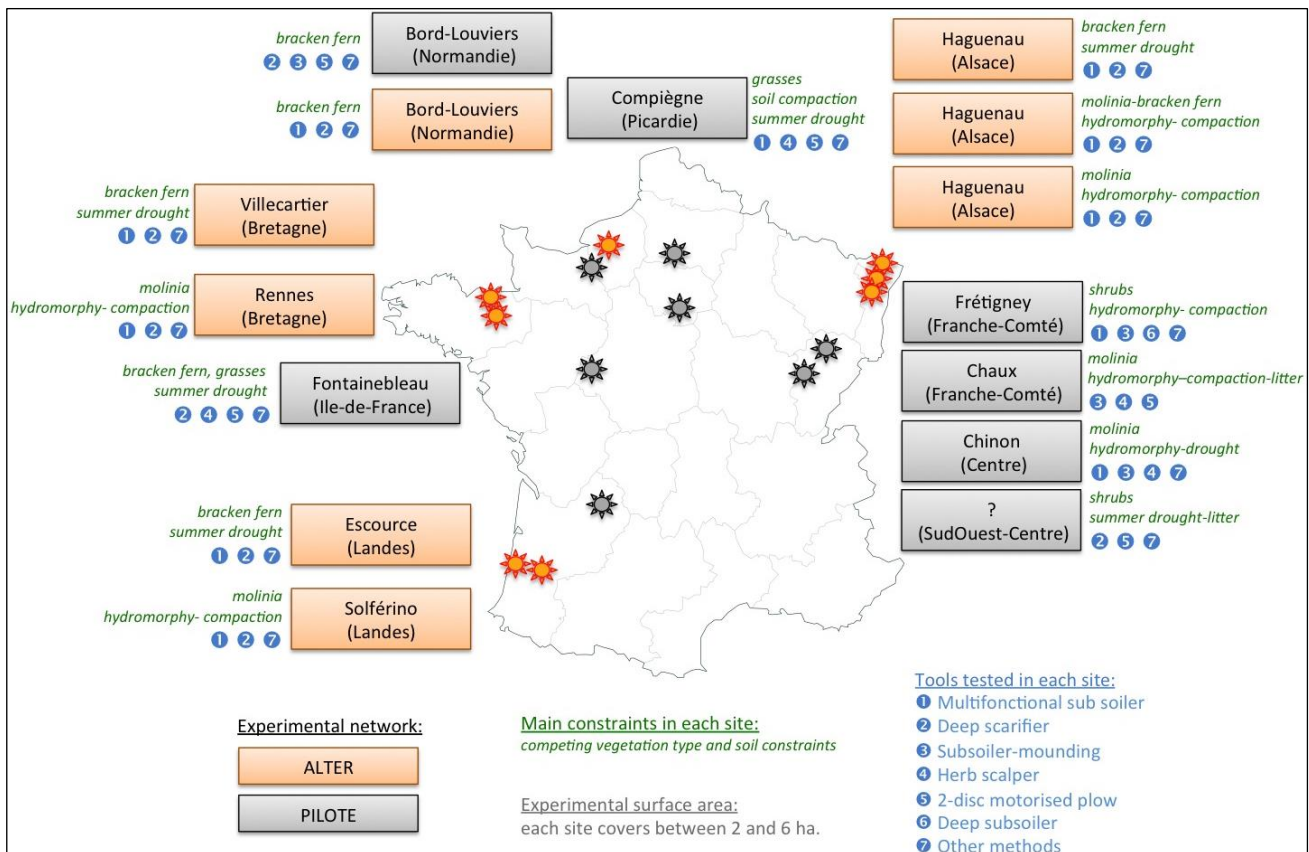 bracken fern
❷ ❸ ❺ ❼
Bord-Louviers
(Normandie)
bracken fern
❶ ❷ ❼
Bord-Louviers
(Normandie)
Compiègne
(Picardie)
grasses
soil compaction
summer drought
❶ ❹ ❺ ❼
Haguenau
(Alsace)
bracken fern
summer drought
❶ ❷ ❼
Haguenau
(Alsace)
molinia-bracken fern
hydromorphy- compaction
❶ ❷ ❼
Haguenau
(Alsace)
molinia
hydromorphy- compaction
❶ ❷ ❼
bracken fern
summer drought
❶ ❷ ❼
Villecartier
(Bretagne)
molinia
hydromorphy- compaction
❶ ❷ ❼
Rennes
(Bretagne)
bracken fern, grasses
summer drought
❷ ❹ ❺ ❼
Fontainebleau
(Ile-de-France)
Frétigney
(Franche-Comté)
shrubs
hydromorphy- compaction
❶ ❸ ❻ ❼
Chaux
(Franche-Comté)
molinia
hydromorphy–compaction-litter
❸ ❹ ❺
Chinon
(Centre)
molinia
hydromorphy-drought
❶ ❸ ❹ ❼
?
(SudOuest-Centre)
shrubs
summer drought-litter
❷ ❺ ❼
bracken fern
summer drought
❶ ❷ ❼
Escource
(Landes)
molinia
hydromorphy- compaction
❶ ❷ ❼
Solférino
(Landes)
Experimental network:
ALTER
PILOTE
Main constraints in each site:
competing vegetation type and soil constraints
Experimental surface area:
each site covers between 2 and 6 ha.
Tools tested in each site:
❶ Multifonctional sub soiler
❷ Deep scarifier
❸ Subsoiler-mounding
❹ Herb scalper
❺ 2-disc motorised plow
❻ Deep subsoiler
❼ Other methods